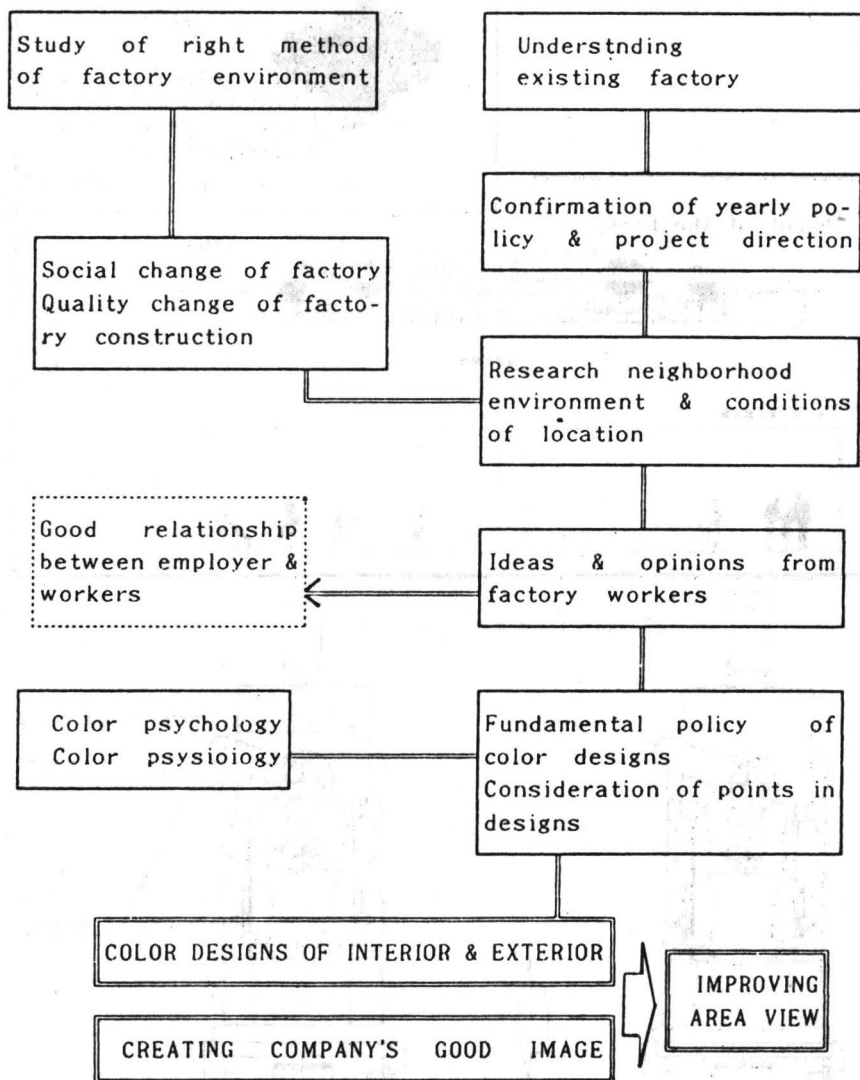 Study of right method
of factory environment
Understnding
existing factory
Confirmation of yearly po-
licy & project direction
Social change of factory
Quality change of facto-
ry construction
Research neighborhood
environment & conditions
of location
Good relationship
between employer &
workers
Ideas & opinions from
factory workers
Color psychology
Color psysioiogy
Fundamental policy of
color designs
Consideration of points in
designs
COLOR DESIGNS OF INTERIOR & EXTERIOR
IMPROVING
AREA VIEW
CREATING COMPANY'S GOOD IMAGE